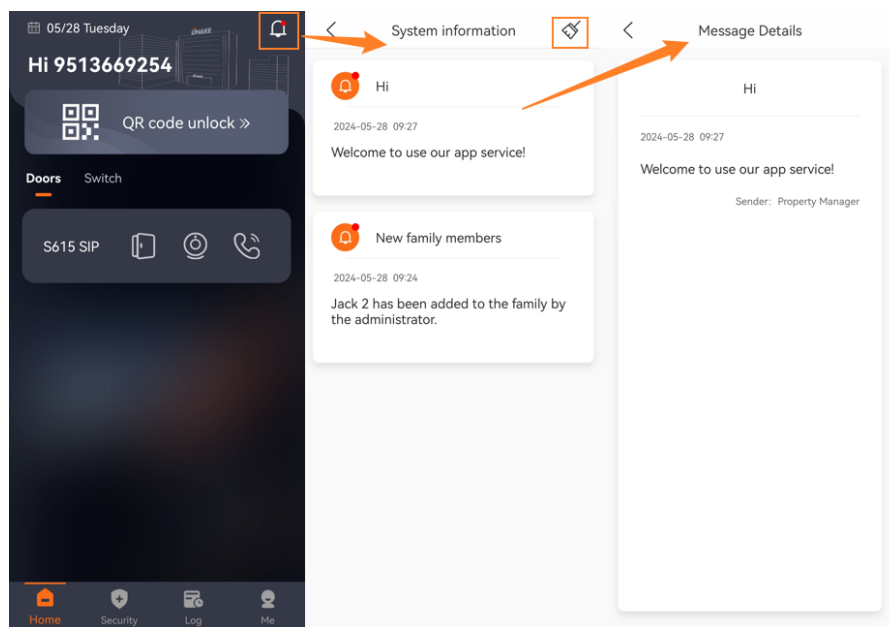 05/28 Tuesday
Hi 9513669254
QR code unlock »
Doors Switch
S615 SIP
Home Security Log Me
System information
Hi
2024-05-28 09:27
Welcome to use our app service!
New family members
2024-05-28 09:24
Jack 2 has been added to the family by
the administrator.
Message Details
Hi
2024-05-28 09:27
Welcome to use our app service!
Sender: Property Manager